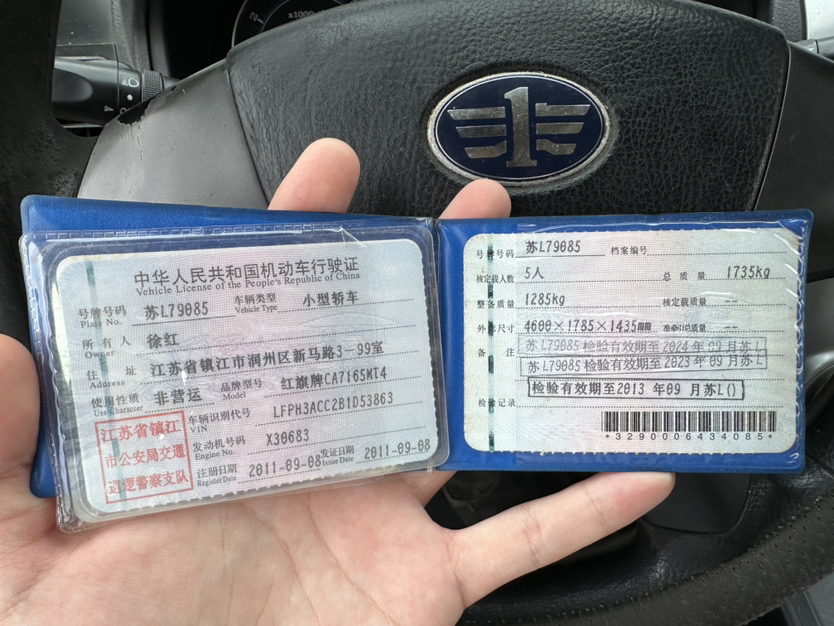 x1000
1
中华人民共和国机动车行驶证
Vehicle License of the People's Republic of China
号牌号码 Plate No. 苏L79085 车辆类型 Vehicle Type 小型轿车
所有人 Owner 徐红
住址 Address 江苏省镇江市润州区新马路3-99室
使用性质 Use Character 非营运 品牌型号 Model 红旗牌CA7165MT4
江苏省镇江
市公安局交通
巡逻警察支队
车辆识别代号 VIN LFPH3ACC2B1D53863
发动机号码 Engine No. X30683
注册日期 Register Date 2011-09-08 发证日期 Issue Date 2011-09-08
号牌号码 苏L79085 档案编号
核定载人数 5人 总质量 1735kg
整备质量 1285kg 核定载质量 --
外廓尺寸 4600×1785×1435mm 准牵引总质量 --
备注 苏L79085 检验有效期至2024年09月苏L
苏L79085 检验有效期至2023年09月苏L
检验有效期至2013 年09 月苏L()
检验记录
*3290006434085*